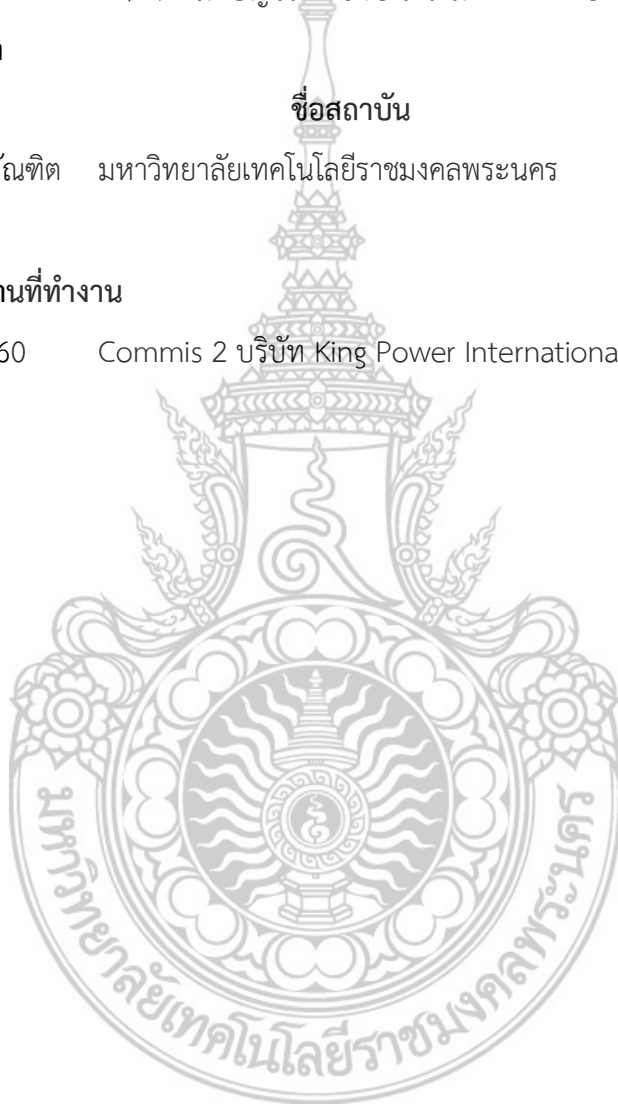 ชื่อสถาบัน
ัณฑิต มหาวิทยาลัยเทคโนโลยีราชมงคลพระนคร
านที่ทำงาน
60 Commis 2 บริษัท King Power Internationa
มหาวิทยาลัยเทคโนโลยีราชมงคลพระนคร